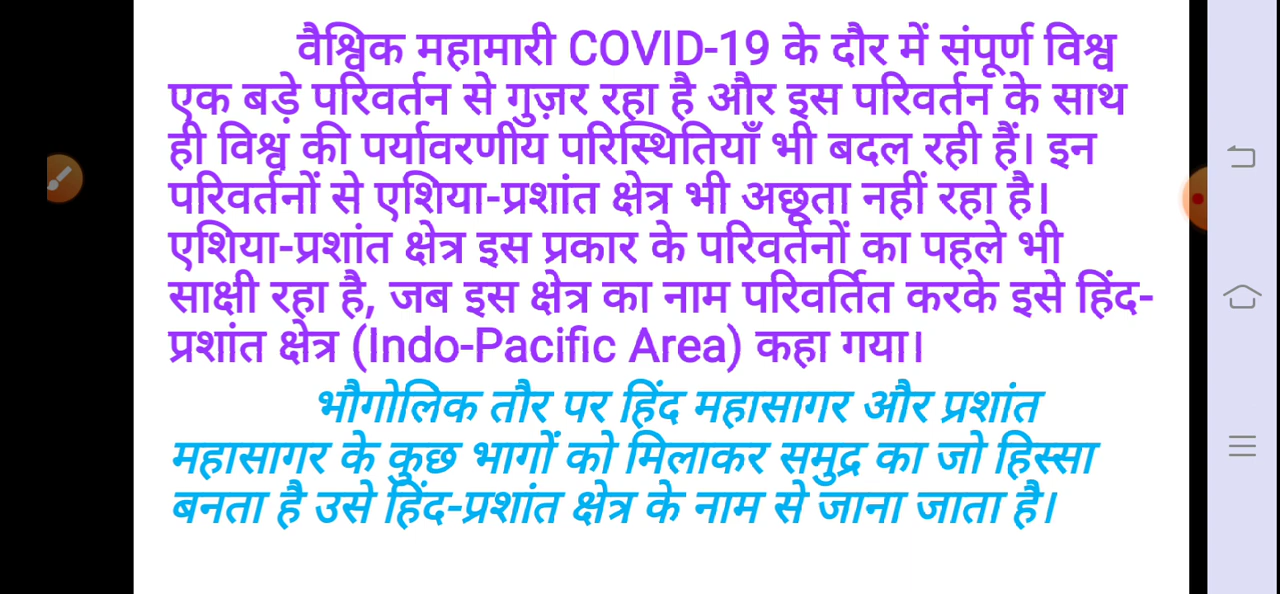 वैश्विक महामारी COVID-19 के दौर में संपूर्ण विश्व
एक बड़े परिवर्तन से गुज़र रहा है और इस परिवर्तन के साथ
ही विश्व की पर्यावरणीय परिस्थितियाँ भी बदल रही हैं। इन
परिवर्तनों से एशिया-प्रशांत क्षेत्र भी अछूता नहीं रहा है।
एशिया-प्रशांत क्षेत्र इस प्रकार के परिवर्तनों का पहले भी
साक्षी रहा है, जब इस क्षेत्र का नाम परिवर्तित करके इसे हिंद-
प्रशांत क्षेत्र (Indo-Pacific Area) कहा गया।
भौगोलिक तौर पर हिंद महासागर और प्रशांत
महासागर के कुछ भागों को मिलाकर समुद्र का जो हिस्सा
बनता है उसे हिंद-प्रशांत क्षेत्र के नाम से जाना जाता है।